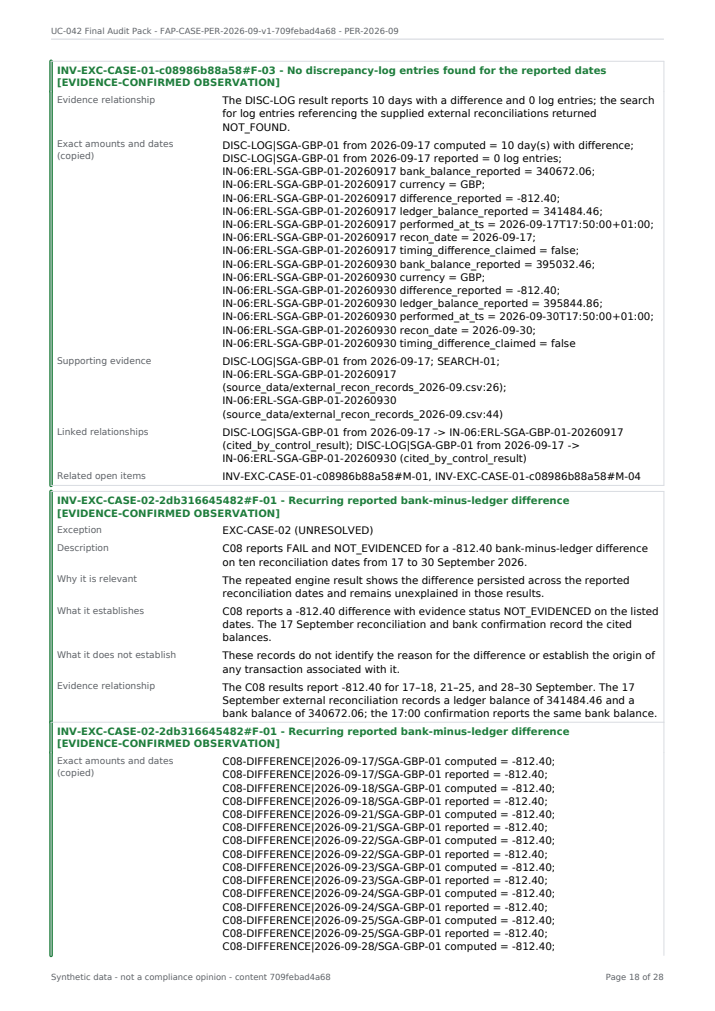 UC-042 Final Audit Pack - FAP-CASE-PER-2026-09-v1-709febad4a68 - PER-2026-09
INV-EXC-CASE-01-c08986b88a58#F-03 - No discrepancy-log entries found for the reported dates
[EVIDENCE-CONFIRMED OBSERVATION]
Evidence relationship
The DISC-LOG result reports 10 days with a difference and 0 log entries; the search
for log entries referencing the supplied external reconciliations returned
NOT_FOUND.
Exact amounts and dates
(copied)
DISC-LOG|SGA-GBP-01 from 2026-09-17 computed = 10 day(s) with difference;
DISC-LOG|SGA-GBP-01 from 2026-09-17 reported = 0 log entries;
IN-06:ERL-SGA-GBP-01-20260917 bank_balance_reported = 340672.06;
IN-06:ERL-SGA-GBP-01-20260917 currency = GBP;
IN-06:ERL-SGA-GBP-01-20260917 difference_reported = -812.40;
IN-06:ERL-SGA-GBP-01-20260917 ledger_balance_reported = 341484.46;
IN-06:ERL-SGA-GBP-01-20260917 performed_at_ts = 2026-09-17T17:50:00+01:00;
IN-06:ERL-SGA-GBP-01-20260917 recon_date = 2026-09-17;
IN-06:ERL-SGA-GBP-01-20260917 timing_difference_claimed = false;
IN-06:ERL-SGA-GBP-01-20260930 bank_balance_reported = 395032.46;
IN-06:ERL-SGA-GBP-01-20260930 currency = GBP;
IN-06:ERL-SGA-GBP-01-20260930 difference_reported = -812.40;
IN-06:ERL-SGA-GBP-01-20260930 ledger_balance_reported = 395844.86;
IN-06:ERL-SGA-GBP-01-20260930 performed_at_ts = 2026-09-30T17:50:00+01:00;
IN-06:ERL-SGA-GBP-01-20260930 recon_date = 2026-09-30;
IN-06:ERL-SGA-GBP-01-20260930 timing_difference_claimed = false
Supporting evidence
DISC-LOG|SGA-GBP-01 from 2026-09-17; SEARCH-01;
IN-06:ERL-SGA-GBP-01-20260917
(source_data/external_recon_records_2026-09.csv:26);
IN-06:ERL-SGA-GBP-01-20260930
(source_data/external_recon_records_2026-09.csv:44)
Linked relationships
DISC-LOG|SGA-GBP-01 from 2026-09-17 -> IN-06:ERL-SGA-GBP-01-20260917
(cited_by_control_result); DISC-LOG|SGA-GBP-01 from 2026-09-17 ->
IN-06:ERL-SGA-GBP-01-20260930 (cited_by_control_result)
Related open items
INV-EXC-CASE-01-c08986b88a58#M-01, INV-EXC-CASE-01-c08986b88a58#M-04
INV-EXC-CASE-02-2db316645482#F-01 - Recurring reported bank-minus-ledger difference
[EVIDENCE-CONFIRMED OBSERVATION]
Exception
EXC-CASE-02 (UNRESOLVED)
Description
C08 reports FAIL and NOT_EVIDENCED for a -812.40 bank-minus-ledger difference
on ten reconciliation dates from 17 to 30 September 2026.
Why it is relevant
The repeated engine result shows the difference persisted across the reported
reconciliation dates and remains unexplained in those results.
What it establishes
C08 reports a -812.40 difference with evidence status NOT_EVIDENCED on the listed
dates. The 17 September reconciliation and bank confirmation record the cited
balances.
What it does not establish
These records do not identify the reason for the difference or establish the origin of
any transaction associated with it.
Evidence relationship
The C08 results report -812.40 for 17–18, 21–25, and 28–30 September. The 17
September external reconciliation records a ledger balance of 341484.46 and a
bank balance of 340672.06; the 17:00 confirmation reports the same bank balance.
INV-EXC-CASE-02-2db316645482#F-01 - Recurring reported bank-minus-ledger difference
[EVIDENCE-CONFIRMED OBSERVATION]
Exact amounts and dates
(copied)
C08-DIFFERENCE|2026-09-17/SGA-GBP-01 computed = -812.40;
C08-DIFFERENCE|2026-09-17/SGA-GBP-01 reported = -812.40;
C08-DIFFERENCE|2026-09-18/SGA-GBP-01 computed = -812.40;
C08-DIFFERENCE|2026-09-18/SGA-GBP-01 reported = -812.40;
C08-DIFFERENCE|2026-09-21/SGA-GBP-01 computed = -812.40;
C08-DIFFERENCE|2026-09-21/SGA-GBP-01 reported = -812.40;
C08-DIFFERENCE|2026-09-22/SGA-GBP-01 computed = -812.40;
C08-DIFFERENCE|2026-09-22/SGA-GBP-01 reported = -812.40;
C08-DIFFERENCE|2026-09-23/SGA-GBP-01 computed = -812.40;
C08-DIFFERENCE|2026-09-23/SGA-GBP-01 reported = -812.40;
C08-DIFFERENCE|2026-09-24/SGA-GBP-01 computed = -812.40;
C08-DIFFERENCE|2026-09-24/SGA-GBP-01 reported = -812.40;
C08-DIFFERENCE|2026-09-25/SGA-GBP-01 computed = -812.40;
C08-DIFFERENCE|2026-09-25/SGA-GBP-01 reported = -812.40;
C08-DIFFERENCE|2026-09-28/SGA-GBP-01 computed = -812.40;
Synthetic data - not a compliance opinion - content 709febad4a68
Page 18 of 28